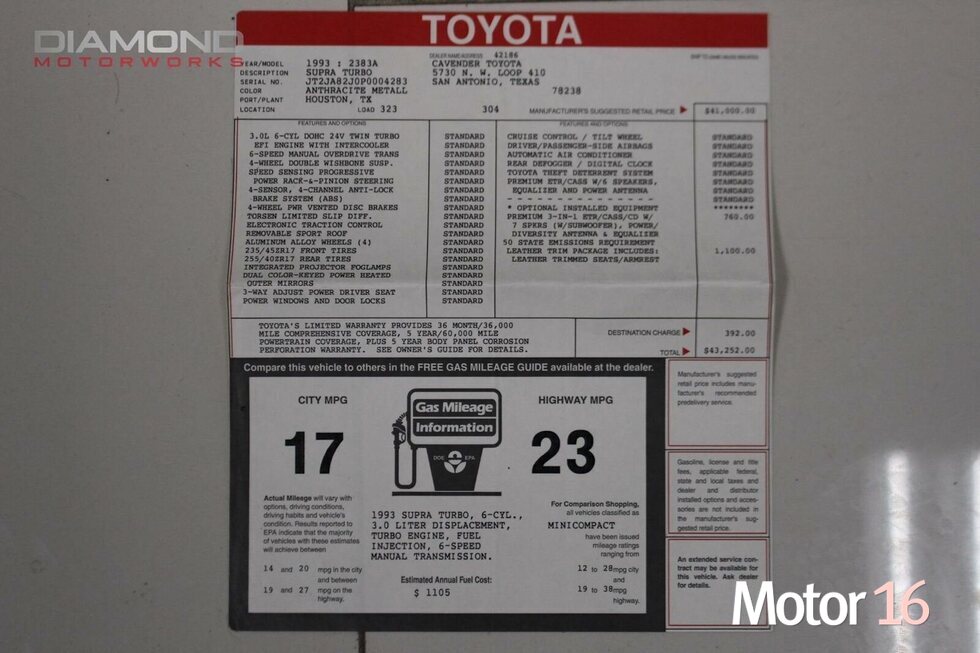 DIAMOND
MOTORWORKS
TOYOTA
YEAR/MODEL 1993 : 2383A
DESCRIPTION SUPRA TURBO
SERIAL NO. JT2JA82J0P0004283
COLOR ANTHRACITE METALL
PORT/PLANT HOUSTON, TX
LOCATION LOAD 323 304
DEALER NAME/ADDRESS 42186
CAVENDER TOYOTA
5730 N. W. LOOP 410
SAN ANTONIO, TEXAS
78238
MANUFACTURER'S SUGGESTED RETAIL PRICE $41,000.00
FEATURES AND OPTIONS
3.0L 6-CYL DOHC 24V TWIN TURBO STANDARD
EFI ENGINE WITH INTERCOOLER STANDARD
6-SPEED MANUAL OVERDRIVE TRANS STANDARD
4-WHEEL DOUBLE WISHBONE SUSP. STANDARD
SPEED SENSING PROGRESSIVE STANDARD
POWER RACK-&-PINION STEERING STANDARD
4-SENSOR, 4-CHANNEL ANTI-LOCK STANDARD
BRAKE SYSTEM (ABS) STANDARD
4-WHEEL PWR VENTED DISC BRAKES STANDARD
TORSEN LIMITED SLIP DIFF. STANDARD
ELECTRONIC TRACTION CONTROL STANDARD
REMOVABLE SPORT ROOF STANDARD
ALUMINUM ALLOY WHEELS (4) STANDARD
235/45ZR17 FRONT TIRES STANDARD
255/40ZR17 REAR TIRES STANDARD
INTEGRATED PROJECTOR FOGLAMPS STANDARD
DUAL COLOR-KEYED POWER HEATED STANDARD
OUTER MIRRORS STANDARD
3-WAY ADJUST POWER DRIVER SEAT STANDARD
POWER WINDOWS AND DOOR LOCKS STANDARD
FEATURES AND OPTIONS
CRUISE CONTROL / TILT WHEEL STANDARD
DRIVER/PASSENGER-SIDE AIRBAGS STANDARD
AUTOMATIC AIR CONDITIONER STANDARD
REAR DEFOGGER / DIGITAL CLOCK STANDARD
TOYOTA THEFT DETERRENT SYSTEM STANDARD
PREMIUM ETR/CASS W/6 SPEAKERS, STANDARD
EQUALIZER AND POWER ANTENNA STANDARD
- - - - - - - - - - - - - - - STANDARD
* OPTIONAL INSTALLED EQUIPMENT ********
PREMIUM 3-IN-1 ETR/CASS/CD W/ 760.00
7 SPKRS (W/SUBWOOFER), POWER/
DIVERSITY ANTENNA & EQUALIZER
50 STATE EMISSIONS REQUIREMENT
LEATHER TRIM PACKAGE INCLUDES: 1,100.00
LEATHER TRIMMED SEATS/ARMREST
TOYOTA'S LIMITED WARRANTY PROVIDES 36 MONTH/36,000
MILE COMPREHENSIVE COVERAGE, 5 YEAR/60,000 MILE
POWERTRAIN COVERAGE, PLUS 5 YEAR BODY PANEL CORROSION
PERFORATION WARRANTY. SEE OWNER'S GUIDE FOR DETAILS.
DESTINATION CHARGE 392.00
TOTAL $43,252.00
Compare this vehicle to others in the FREE GAS MILEAGE GUIDE available at the dealer.
CITY MPG
17
Gas Mileage
Information
DOE EPA
HIGHWAY MPG
23
Actual Mileage will vary with
options, driving conditions,
driving habits and vehicle's
condition. Results reported to
EPA indicate that the majority
of vehicles with these estimates
will achieve between
14 and 20 mpg in the city
and between
19 and 27 mpg on the
highway.
1993 SUPRA TURBO, 6-CYL.,
3.0 LITER DISPLACEMENT,
TURBO ENGINE, FUEL
INJECTION, 6-SPEED
MANUAL TRANSMISSION.
Estimated Annual Fuel Cost:
$ 1105
For Comparison Shopping,
all vehicles classified as
MINICOMPACT
have been issued
mileage ratings
ranging from
12 to 28 mpg city
and
19 to 38 mpg
highway.
Manufacturer's suggested
retail price includes manu-
facturer's recommended
predelivery service.
Gasoline, license and title
fees, applicable federal,
state and local taxes and
dealer and distributor
installed options and acces-
sories are not included in
the manufacturer's sug-
gested retail price.
An extended service con-
tract may be available for
this vehicle. Ask dealer
for details.
Motor 16